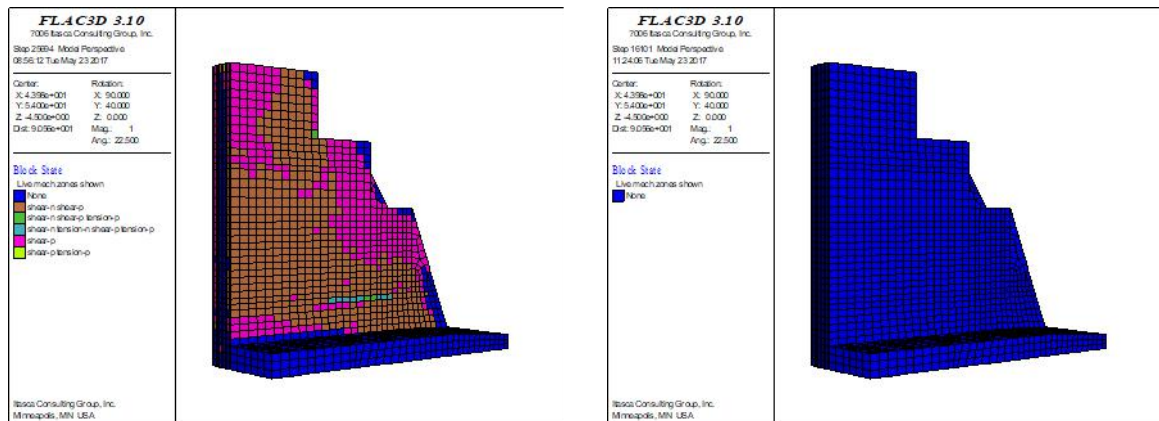 FLAC3D 3.10
7006 Itasca Consulting Group, Inc.
Step 25694 Model Perspective
08:56:12 Tue May 23 2017
Center:
Rotation:
X: 4.398e+001
X: 90.000
Y: 5.400e+001
Y: 40.000
Z: -4.500e+000
Z: 0.000
Dist: 9.056e+001
Mag.: 1
Ang.: 22.500
Block State
Live mech zones shown
None
shear-n shear-p
shear-n shear-p tension-p
shear-n tension-n shear-p tension-p
shear-p
shear-p tension-p
Itasca Consulting Group, Inc.
Minneapolis, MN USA
FLAC3D 3.10
7006 Itasca Consulting Group, Inc.
Step 16101 Model Perspective
11:24:06 Tue May 23 2017
Center:
Rotation:
X: 4.398e+001
X: 90.000
Y: 5.400e+001
Y: 40.000
Z: -4.500e+000
Z: 0.000
Dist: 9.056e+001
Mag.: 1
Ang.: 22.500
Block State
Live mech zones shown
None
Itasca Consulting Group, Inc.
Minneapolis, MN USA